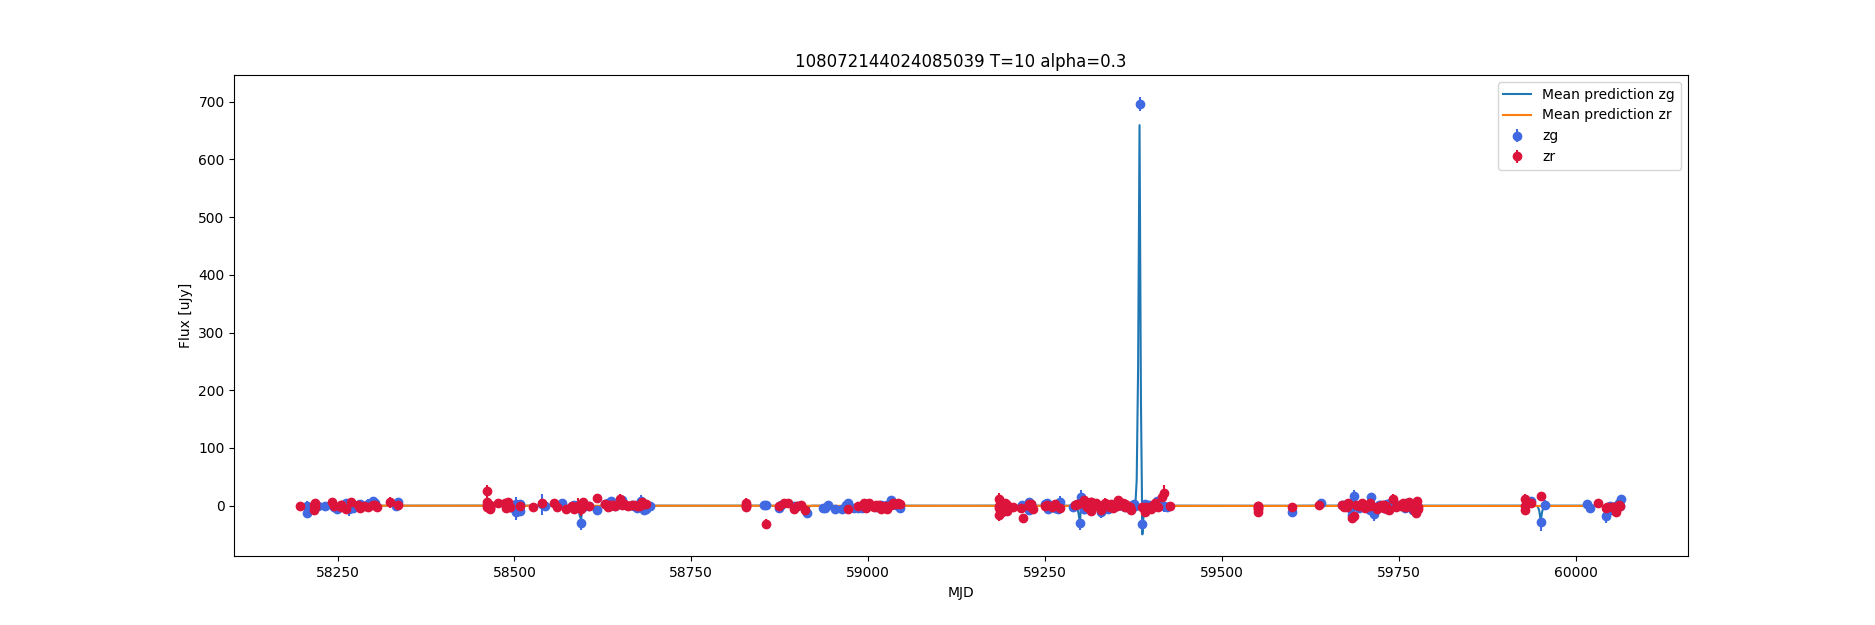 108072144024085039 T=10 alpha=0.3
Mean prediction zg
Mean prediction zr
zg
zr
700
600
500
400
300
200
100
0
Flux [uJy]
58250 58500 58750 59000 59250 59500 59750 60000
MJD